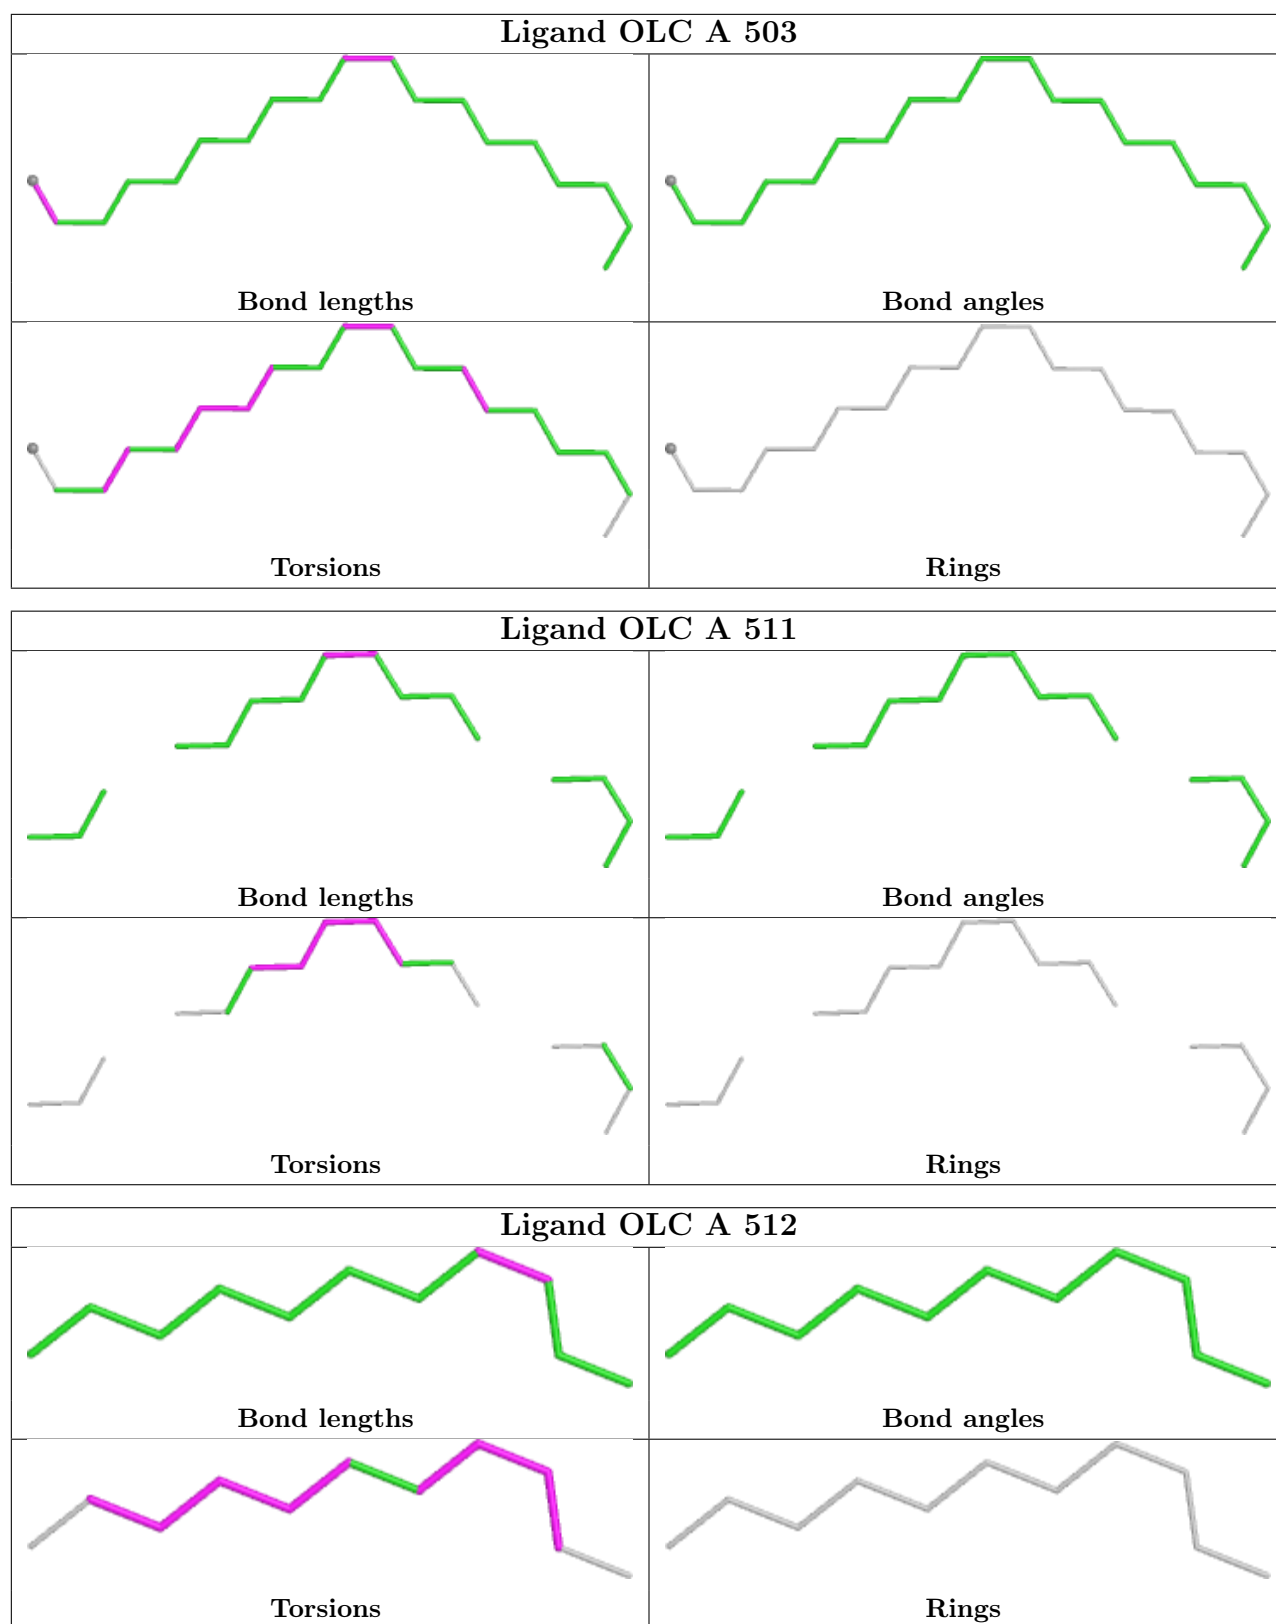 Ligand OLC A 503
Bond lengths
Bond angles
Torsions
Rings
Ligand OLC A 511
Bond lengths
Bond angles
Torsions
Rings
Ligand OLC A 512
Bond lengths
Bond angles
Torsions
Rings